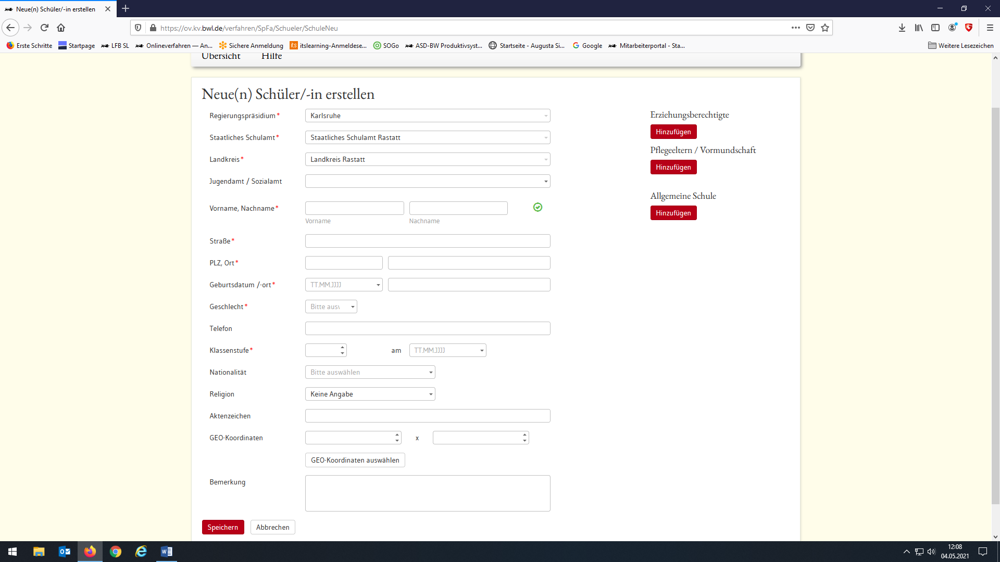 Neue(n) Schüler/-in erstellen
https://ov.kv.bwl.de/verfahren/SpFa/Schueler/SchuleNeu
Erste Schritte Startpage LFB SL Onlineverfahren — An... Sichere Anmeldung its itslearning-Anmeldese... SOGo ASD-BW Produktivsyst... Startseite - Augusta Si... Google Mitarbeiterportal - Sta... Weitere Lesezeichen
Übersicht Hilfe
Neue(n) Schüler/-in erstellen
Regierungspräsidium* Karlsruhe
Staatliches Schulamt* Staatliches Schulamt Rastatt
Landkreis* Landkreis Rastatt
Jugendamt / Sozialamt
Vorname, Nachname*
Vorname Nachname
Straße*
PLZ, Ort*
Geburtsdatum /-ort* TT.MM.JJJJ
Geschlecht* Bitte ausw
Telefon
Klassenstufe* am TT.MM.JJJJ
Nationalität Bitte auswählen
Religion Keine Angabe
Aktenzeichen
GEO-Koordinaten x
GEO-Koordinaten auswählen
Bemerkung
Speichern Abbrechen
Erziehungsberechtigte
Hinzufügen
Pflegeeltern / Vormundschaft
Hinzufügen
Allgemeine Schule
Hinzufügen
12:08
04.05.2021